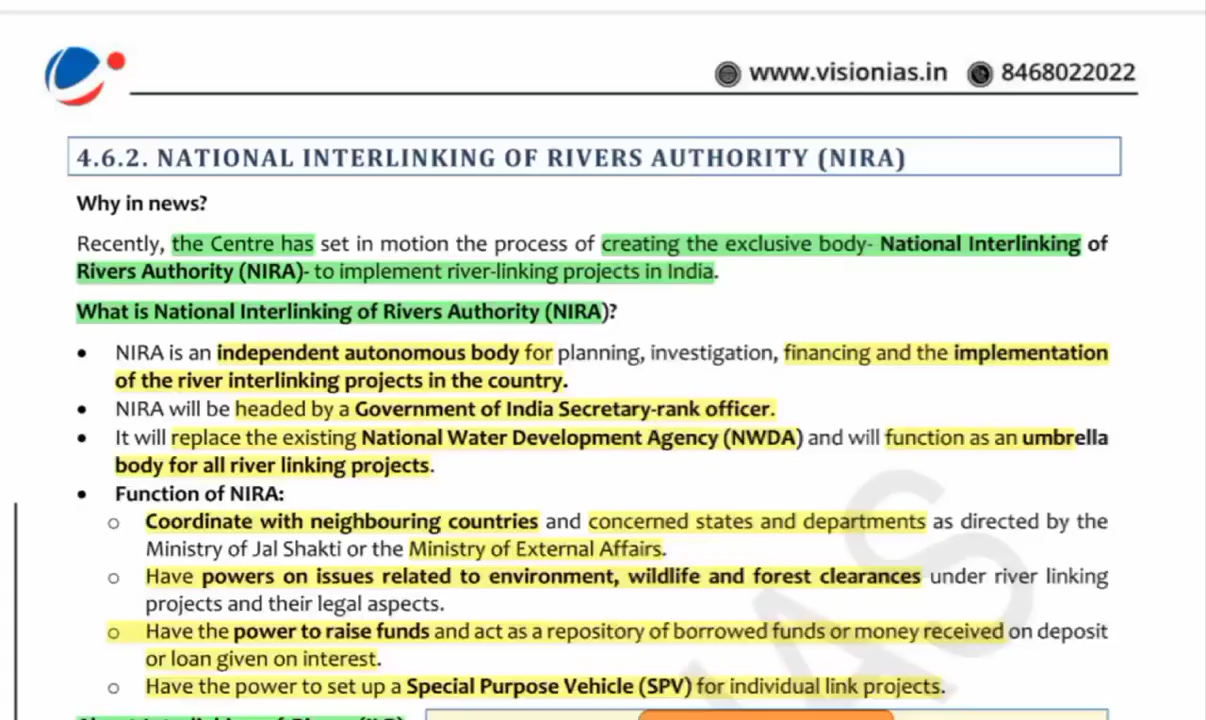 www.visionias.in 8468022022
4.6.2. NATIONAL INTERLINKING OF RIVERS AUTHORITY (NIRA)
Why in news?
Recently, the Centre has set in motion the process of creating the exclusive body- National Interlinking of
Rivers Authority (NIRA)- to implement river-linking projects in India.
What is National Interlinking of Rivers Authority (NIRA)?
• NIRA is an independent autonomous body for planning, investigation, financing and the implementation
of the river interlinking projects in the country.
• NIRA will be headed by a Government of India Secretary-rank officer.
• It will replace the existing National Water Development Agency (NWDA) and will function as an umbrella
body for all river linking projects.
• Function of NIRA:
o Coordinate with neighbouring countries and concerned states and departments as directed by the
Ministry of Jal Shakti or the Ministry of External Affairs.
o Have powers on issues related to environment, wildlife and forest clearances under river linking
projects and their legal aspects.
o Have the power to raise funds and act as a repository of borrowed funds or money received on deposit
or loan given on interest.
o Have the power to set up a Special Purpose Vehicle (SPV) for individual link projects.